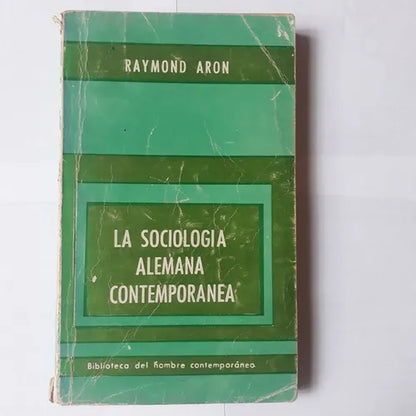 RAYMOND ARON
LA SOCIOLOGIA
ALEMANA
CONTEMPORANEA
Biblioteca del hombre contemporáneo